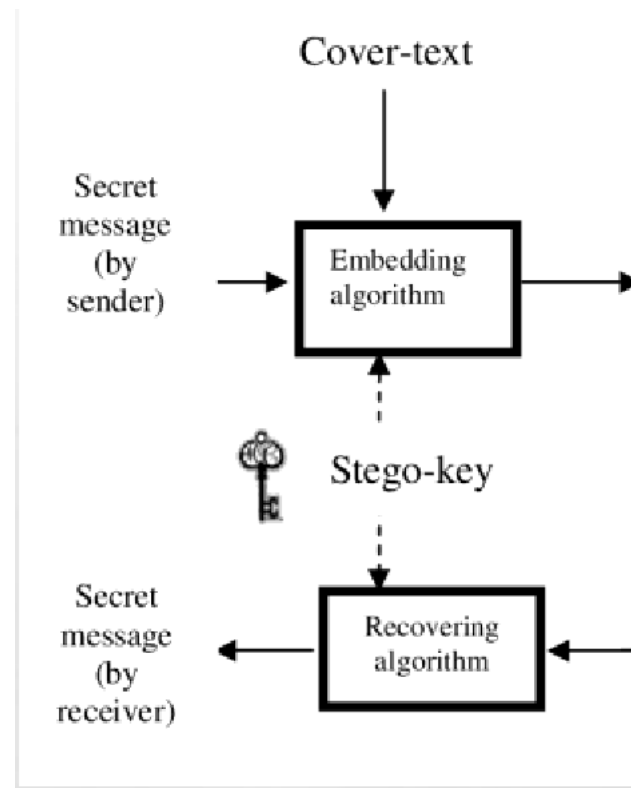 Cover-text
Secret
message
(by
sender)
Embedding
algorithm
Stego-key
Secret
message
(by
receiver)
Recovering
algorithm